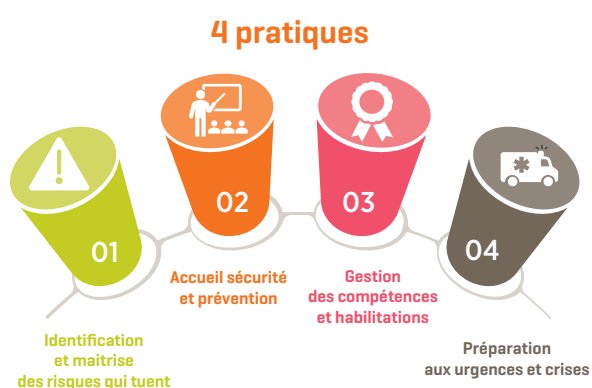 4 pratiques
01
Identification
et maitrise
des risques qui tuent
02
Accueil sécurité
et prévention
03
Gestion
des compétences
et habilitations
04
Préparation
aux urgences et crises